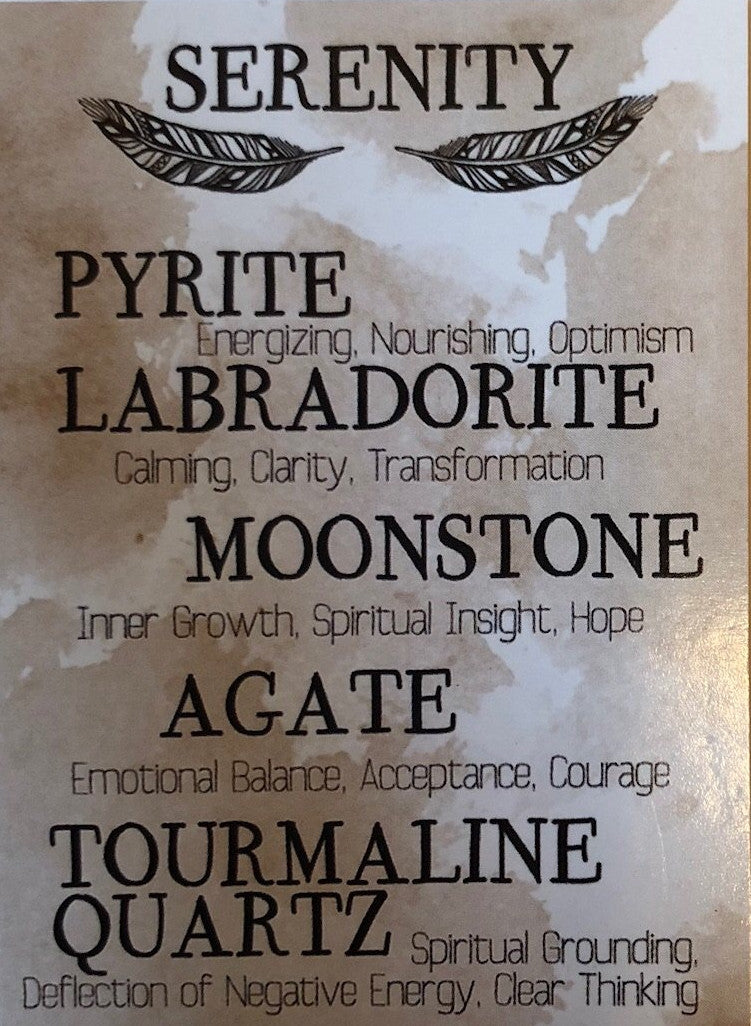 SERENITY
PYRITE
Energizing, Nourishing, Optimism
LABRADORITE
Calming, Clarity, Transformation
MOONSTONE
Inner Growth, Spiritual Insight, Hope
AGATE
Emotional Balance, Acceptance, Courage
TOURMALINE
QUARTZ Spiritual Grounding,
Deflection of Negative Energy, Clear Thinking